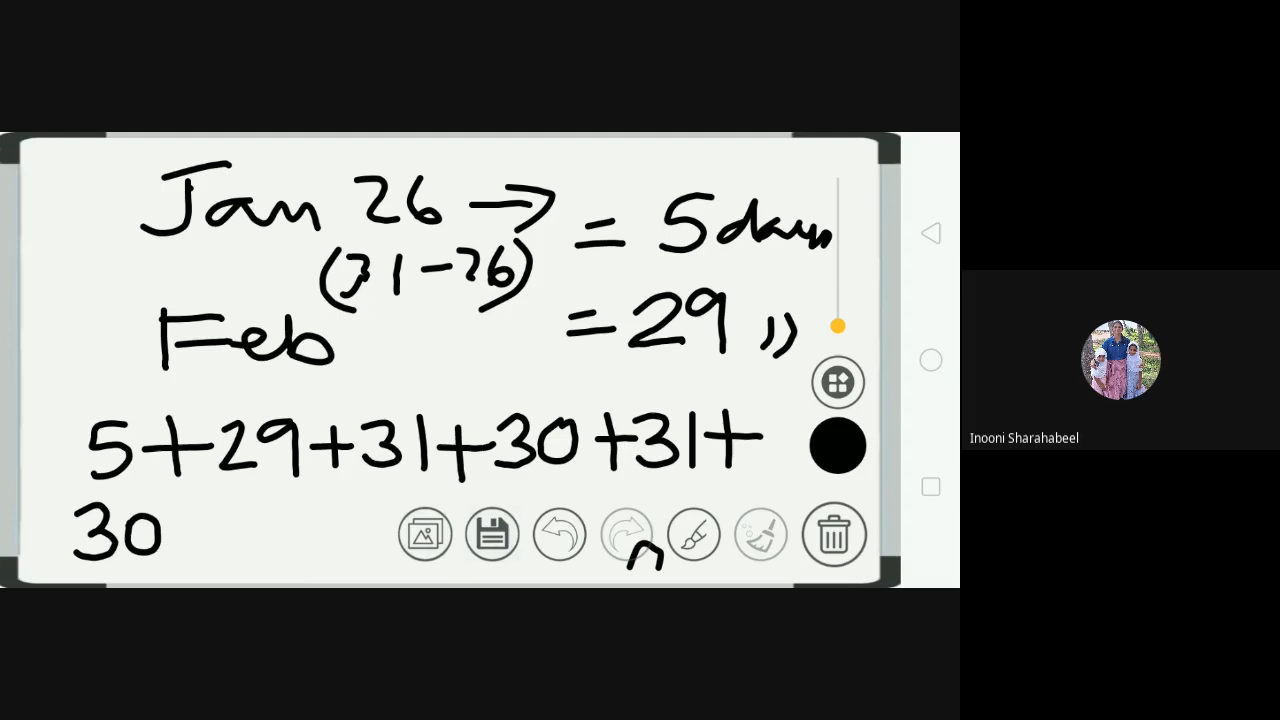 Jan 26 → = 5 days
(31-26)
Feb = 29 "
5+29+31+30+31+
30
Inooni Sharahabeel